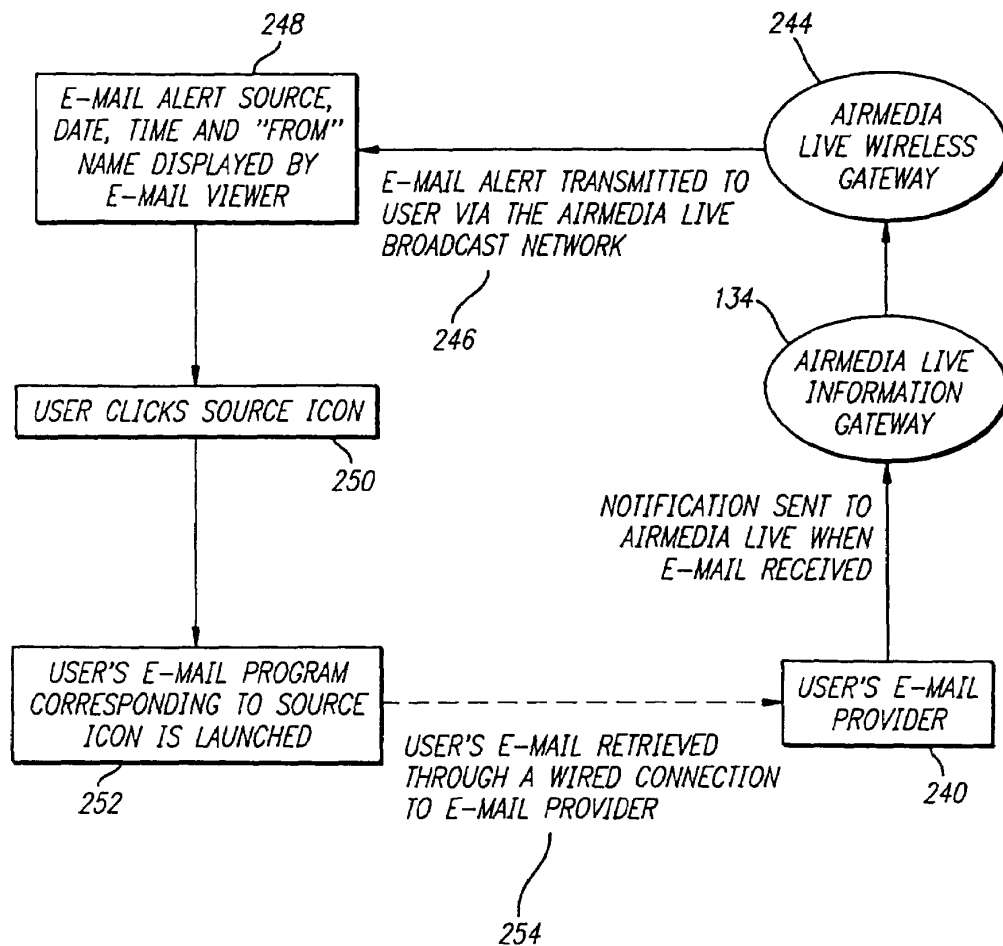 248
E-MAIL ALERT SOURCE,
DATE, TIME AND "FROM"
NAME DISPLAYED BY
E-MAIL VIEWER
244
AIRMEDIA
LIVE WIRELESS
GATEWAY
E-MAIL ALERT TRANSMITTED TO
USER VIA THE AIRMEDIA LIVE
BROADCAST NETWORK
246
134
AIRMEDIA LIVE
INFORMATION
GATEWAY
USER CLICKS SOURCE ICON
250
NOTIFICATION SENT TO
AIRMEDIA LIVE WHEN
E-MAIL RECEIVED
USER'S E-MAIL PROGRAM
CORRESPONDING TO SOURCE
ICON IS LAUNCHED
252
USER'S E-MAIL
PROVIDER
240
USER'S E-MAIL RETRIEVED
THROUGH A WIRED CONNECTION
TO E-MAIL PROVIDER
254